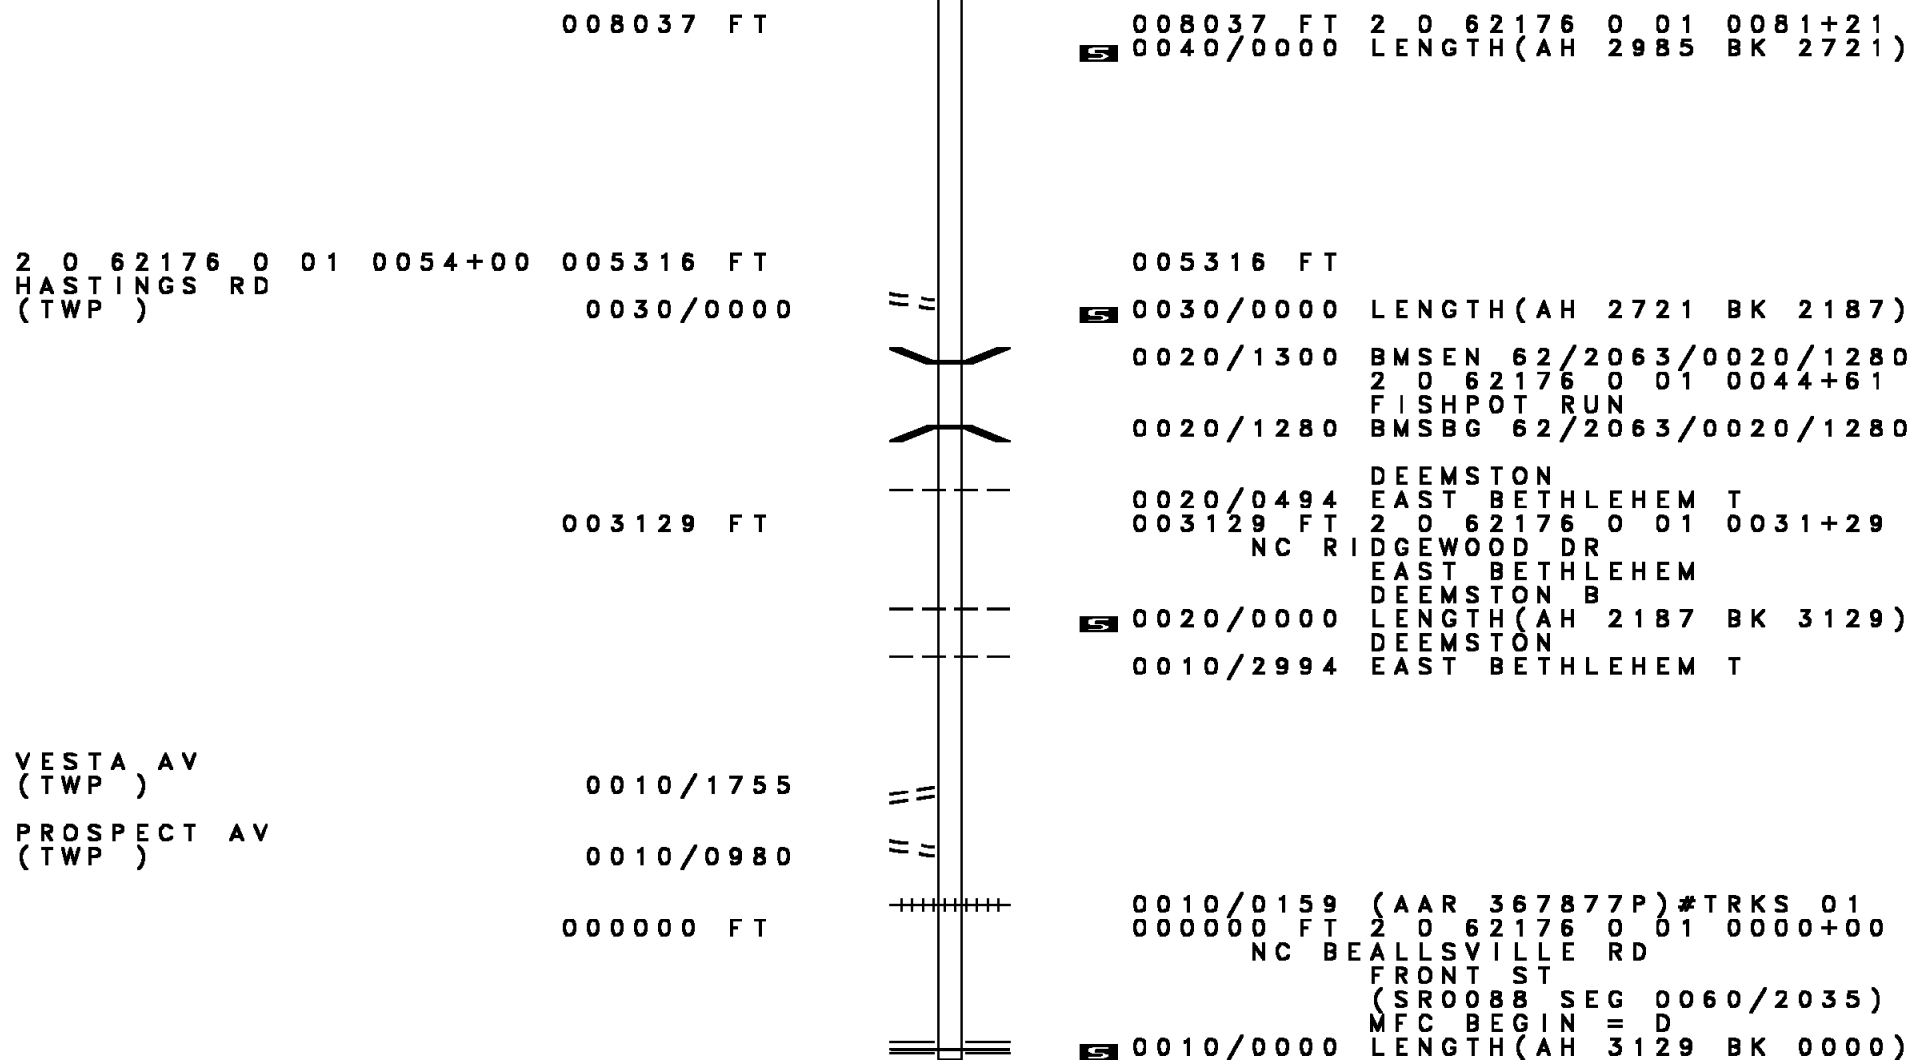 008037 FT 008037 FT 2 0 62176 0 01 0081+21
S 0040/0000 LENGTH(AH 2985 BK 2721)
2 0 62176 0 01 0054+00 005316 FT 005316 FT
HASTINGS RD
(TWP ) 0030/0000 S 0030/0000 LENGTH(AH 2721 BK 2187)
0020/1300 BMSEN 62/2063/0020/1280
2 0 62176 0 01 0044+61
FISHPOT RUN
0020/1280 BMSBG 62/2063/0020/1280
DEEMSTON
0020/0494 EAST BETHLEHEM T
003129 FT 003129 FT 2 0 62176 0 01 0031+29
NC RIDGEWOOD DR
EAST BETHLEHEM
DEEMSTON B
S 0020/0000 LENGTH(AH 2187 BK 3129)
DEEMSTON
0010/2994 EAST BETHLEHEM T
VESTA AV
(TWP ) 0010/1755
PROSPECT AV
(TWP ) 0010/0980
0010/0159 (AAR 367877P)#TRKS 01
000000 FT 000000 FT 2 0 62176 0 01 0000+00
NC BEALLSVILLE RD
FRONT ST
(SR0088 SEG 0060/2035)
MFC BEGIN = D
S 0010/0000 LENGTH(AH 3129 BK 0000)